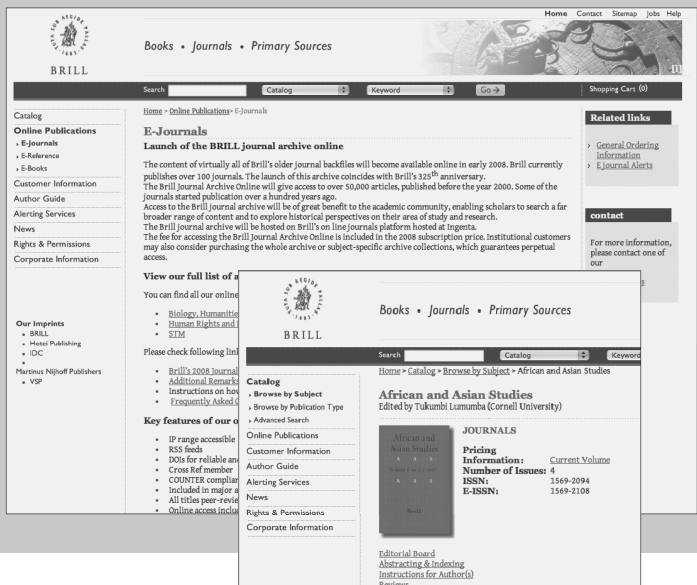 Home Contact Sitemap Jobs Help
TUTA SUB AEGIDE PALLAS
· 1683 ·
BRILL
Books • Journals • Primary Sources
Search Catalog Keyword Go → Shopping Cart (0)
Catalog
Online Publications
› E-Journals
› E-Reference
› E-Books
Customer Information
Author Guide
Alerting Services
News
Rights & Permissions
Corporate Information
Our Imprints
• BRILL
• Hotei Publishing
• IDC
•
Martinus Nijhoff Publishers
• VSP
Home > Online Publications> E-Journals
E-Journals
Launch of the BRILL journal archive online
The content of virtually all of Brill's older journal backfiles will become available online in early 2008. Brill currently
publishes over 100 journals. The launch of this archive coincides with Brill's 325th anniversary.
The Brill Journal Archive Online will give access to over 50,000 articles, published before the year 2000. Some of the
journals started publication over a hundred years ago.
Access to the Brill journal archive will be of great benefit to the academic community, enabling scholars to search a far
broader range of content and to explore historical perspectives on their area of study and research.
The Brill journal archive will be hosted on Brill's on line journals platform hosted at Ingenta.
The fee for accessing the Brill Journal Archive Online is included in the 2008 subscription price. Institutional customers
may also consider purchasing the whole archive or subject-specific archive collections, which guarantees perpetual
access.
View our full list of
You can find all our online
• Biology, Humanitie
• Human Rights and
• STM
Please check following lin
• Brill's 2008 Journal
• Additional Remark
• Instructions on how
• Frequently Asked
Key features of our o
• IP range accessible
• RSS feeds
• DOIs for reliable an
• Cross Ref member
• COUNTER complian
• Included in major a
• All titles peer-revie
• Online access inclu
Related links
› General Ordering
Information
› E Journal Alerts
contact
For more information,
please contact one of
our
TUTA SUB AEGIDE PALLAS
· 1683 ·
BRILL
Books • Journals • Primary Sources
Search Catalog Keyword
Catalog
› Browse by Subject
› Browse by Publication Type
› Advanced Search
Online Publications
Customer Information
Author Guide
Alerting Services
News
Rights & Permissions
Corporate Information
Home > Catalog > Browse by Subject > African and Asian Studies
African and Asian Studies
Edited by Tukumbi Lumumba (Cornell University)
African and
Asian Studies
A A S
A A S
Brill
JOURNALS
Pricing
Information: Current Volume
Number of Issues: 4
ISSN: 1569-2094
E-ISSN: 1569-2108
Editorial Board
Abstracting & Indexing
Instructions for Author(s)
Reviews